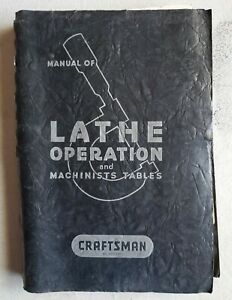 MANUAL OF
LATHE
OPERATION
and
MACHINISTS TABLES
CRAFTSMAN